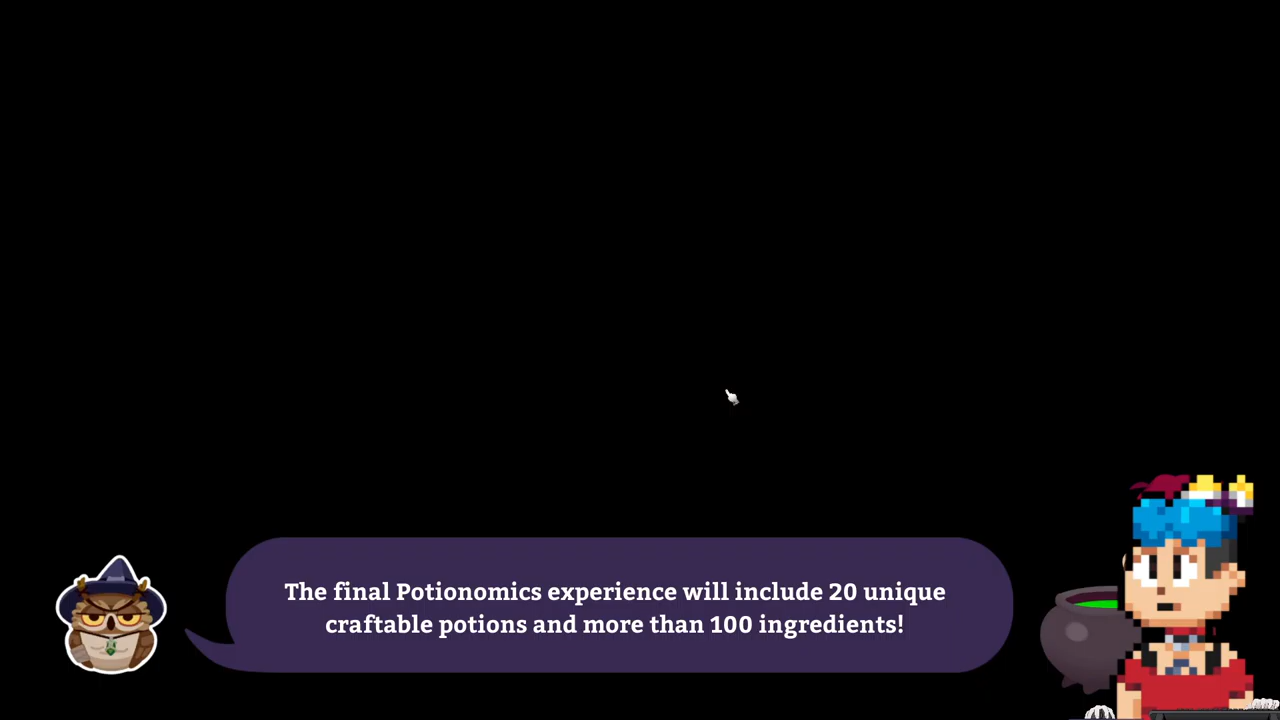 The final Potionomics experience will include 20 unique
craftable potions and more than 100 ingredients!